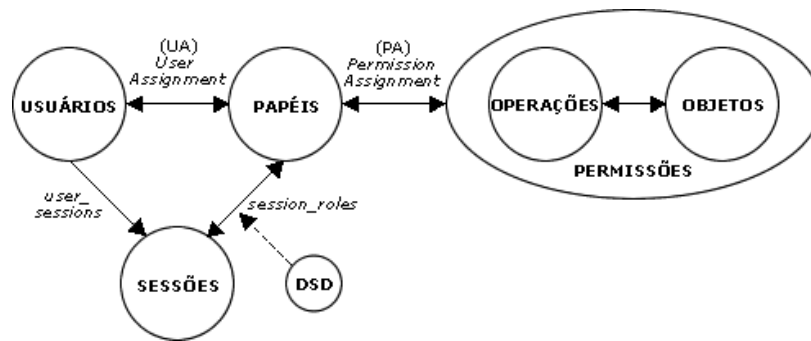 (UA)
User
Assignment
(PA)
Permission
Assignment
USUÁRIOS
PAPÉIS
OPERAÇÕES
OBJETOS
PERMISSÕES
user_
sessions
session_roles
SESSÕES
DSD